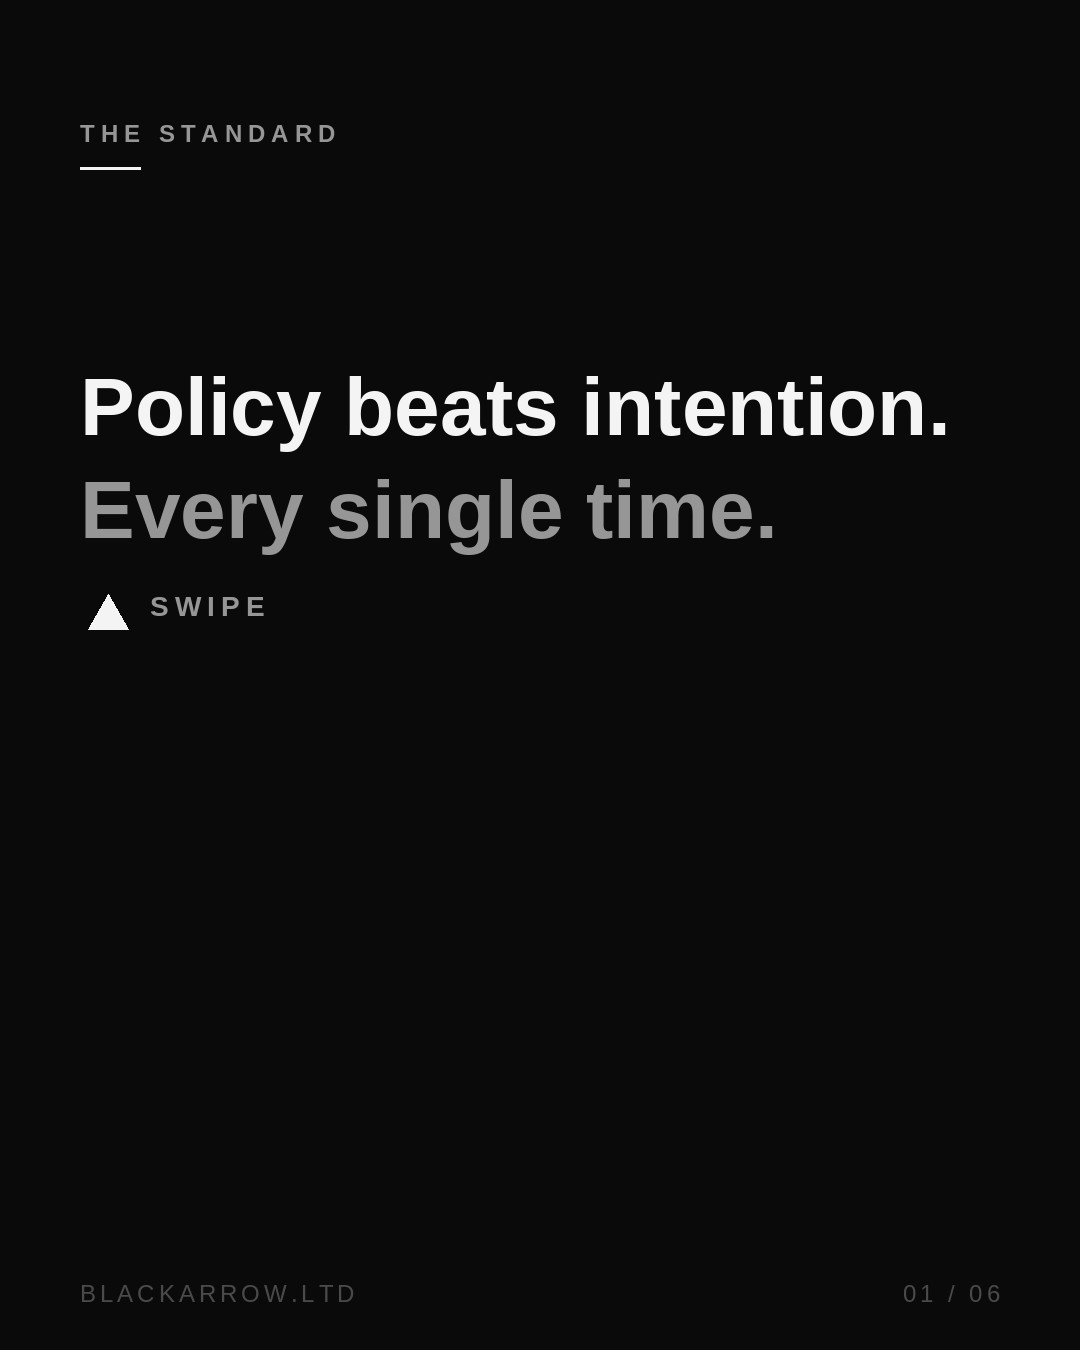 THE STANDARD
Policy beats intention.
Every single time.
SWIPE
BLACKARROW.LTD
01 / 06